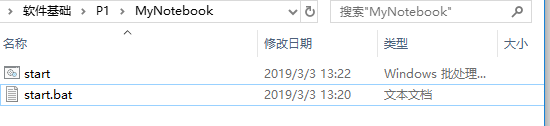 软件基础 > P1 > MyNotebook 搜索"MyNotebook"
名称 修改日期 类型 大小
start 2019/3/3 13:22 Windows 批处理...
start.bat 2019/3/3 13:20 文本文档